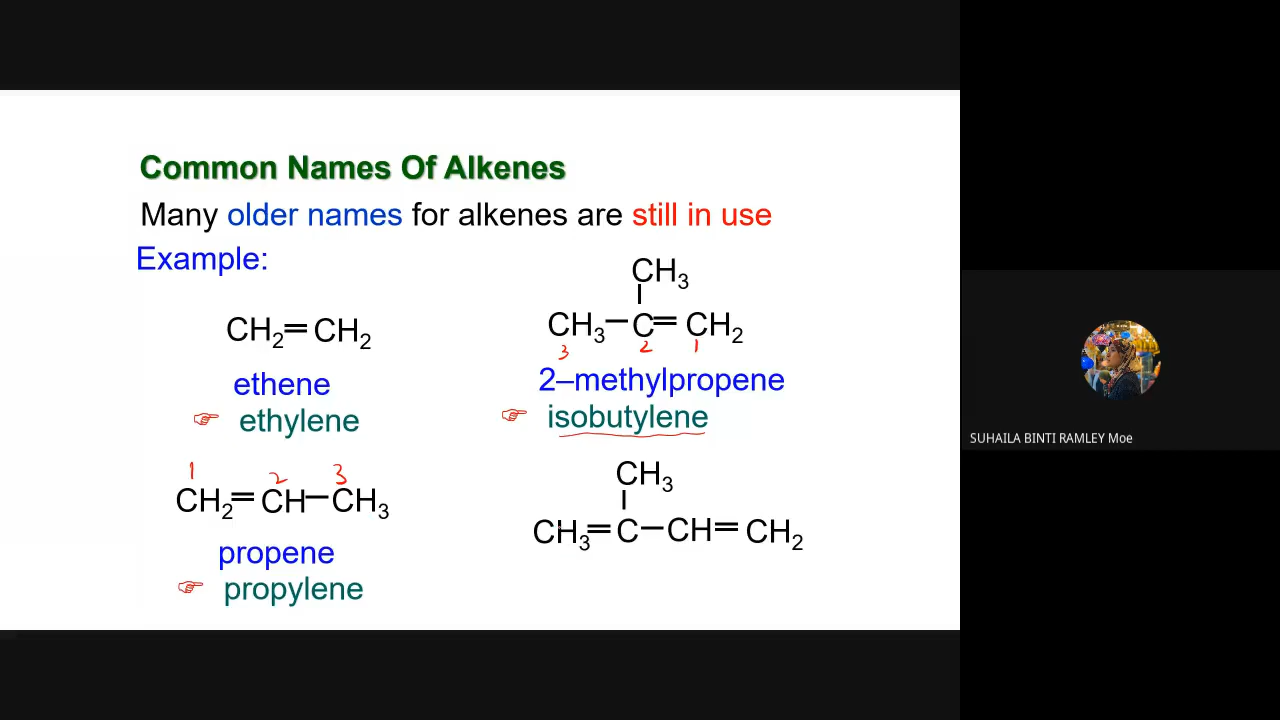 Common Names Of Alkenes
Many older names for alkenes are still in use
Example:
CH2=CH2
ethene
☞ ethylene
1 2 3
CH2=CH–CH3
propene
☞ propylene
CH3
CH3–C=CH2
3 2 1
2–methylpropene
☞ isobutylene
CH3
CH3=C–CH=CH2
SUHAILA BINTI RAMLEY Moe